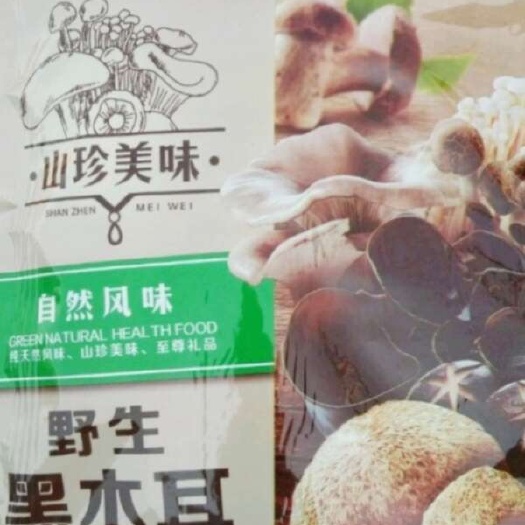 ·山珍美味·
SHAN ZHEN MEI WEI
自然风味
GREEN NATURAL HEALTH FOOD
纯天然风味、山珍美味、至尊礼品
野生
黑木耳